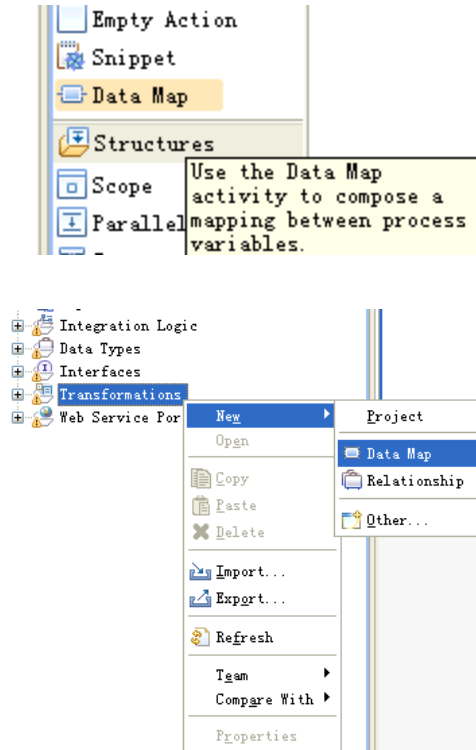 Empty Action
Snippet
Data Map
Structures
Scope
Parallel
Use the Data Map
activity to compose a
mapping between process
variables.
Integration Logic
Data Types
Interfaces
Transformations
Web Service Por
New
Open
Copy
Paste
Delete
Import...
Export...
Refresh
Team
Compare With
Properties
Project
Data Map
Relationship
Other...